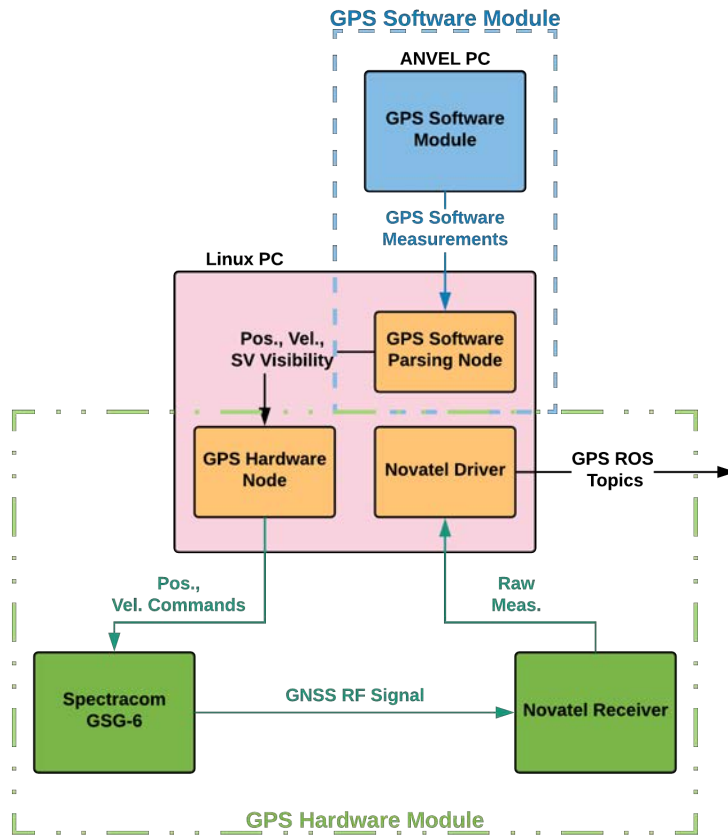 GPS Software Module
ANVEL PC
GPS Software
Module
GPS Software
Measurements
Linux PC
Pos., Vel.,
SV Visibility
GPS Software
Parsing Node
GPS Hardware
Node
Novatel Driver
GPS ROS
Topics
Pos.,
Vel. Commands
Raw
Meas.
Spectracom
GSG-6
GNSS RF Signal
Novatel Receiver
GPS Hardware Module